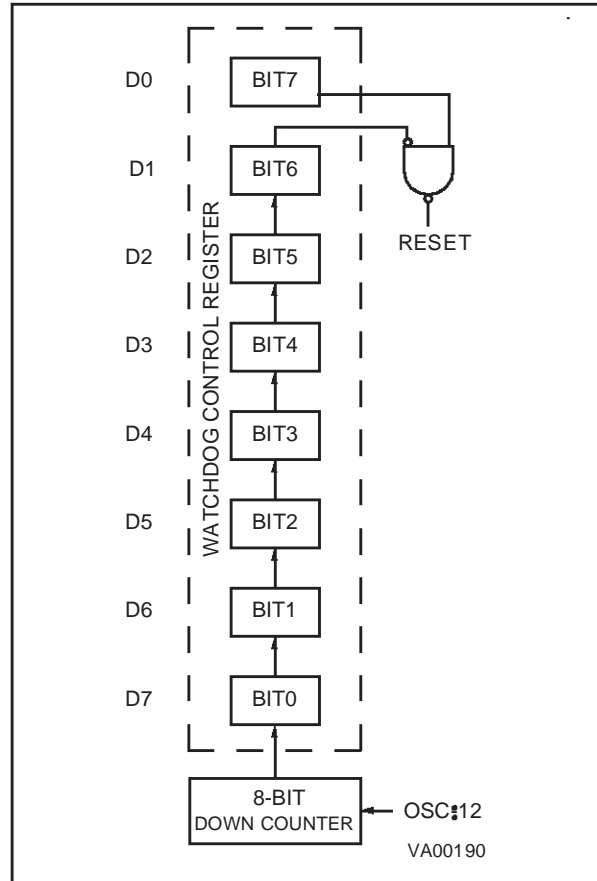 D0 BIT7
D1 BIT6
RESET
D2 BIT5
D3 BIT4
D4 BIT3
D5 BIT2
D6 BIT1
D7 BIT0
WATCHDOG CONTROL REGISTER
8-BIT
DOWN COUNTER
OSC÷12
VA00190